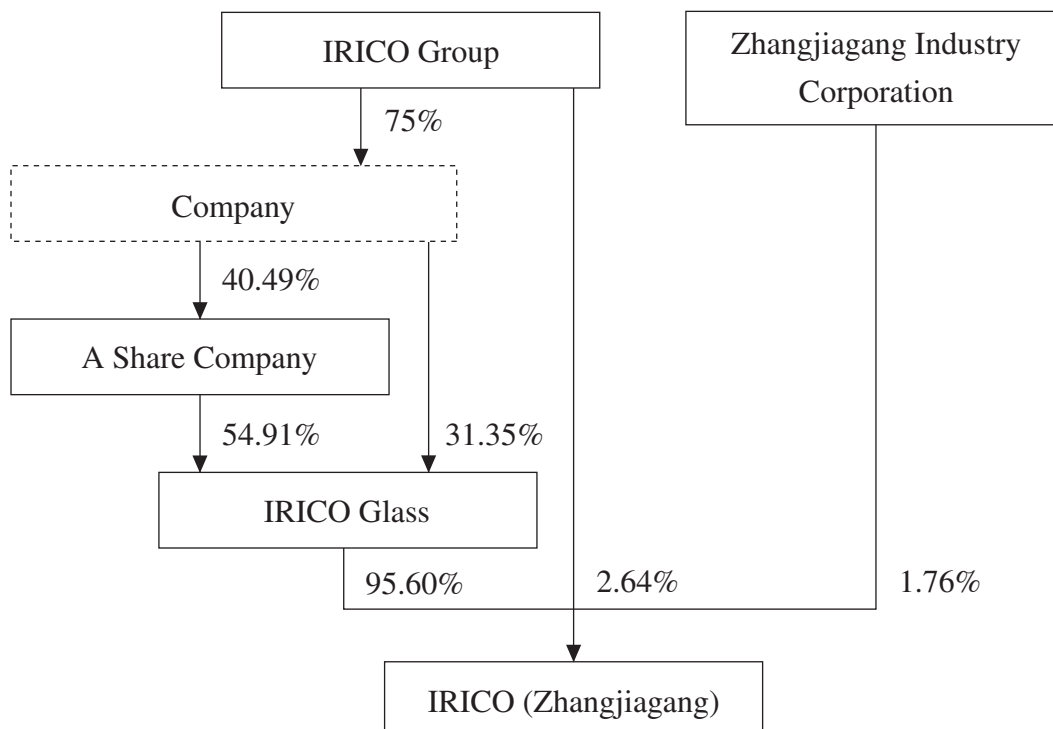 IRICO Group
Zhangjiagang Industry
Corporation
75%
Company
40.49%
A Share Company
54.91%
31.35%
IRICO Glass
95.60%
2.64%
1.76%
IRICO (Zhangjiagang)